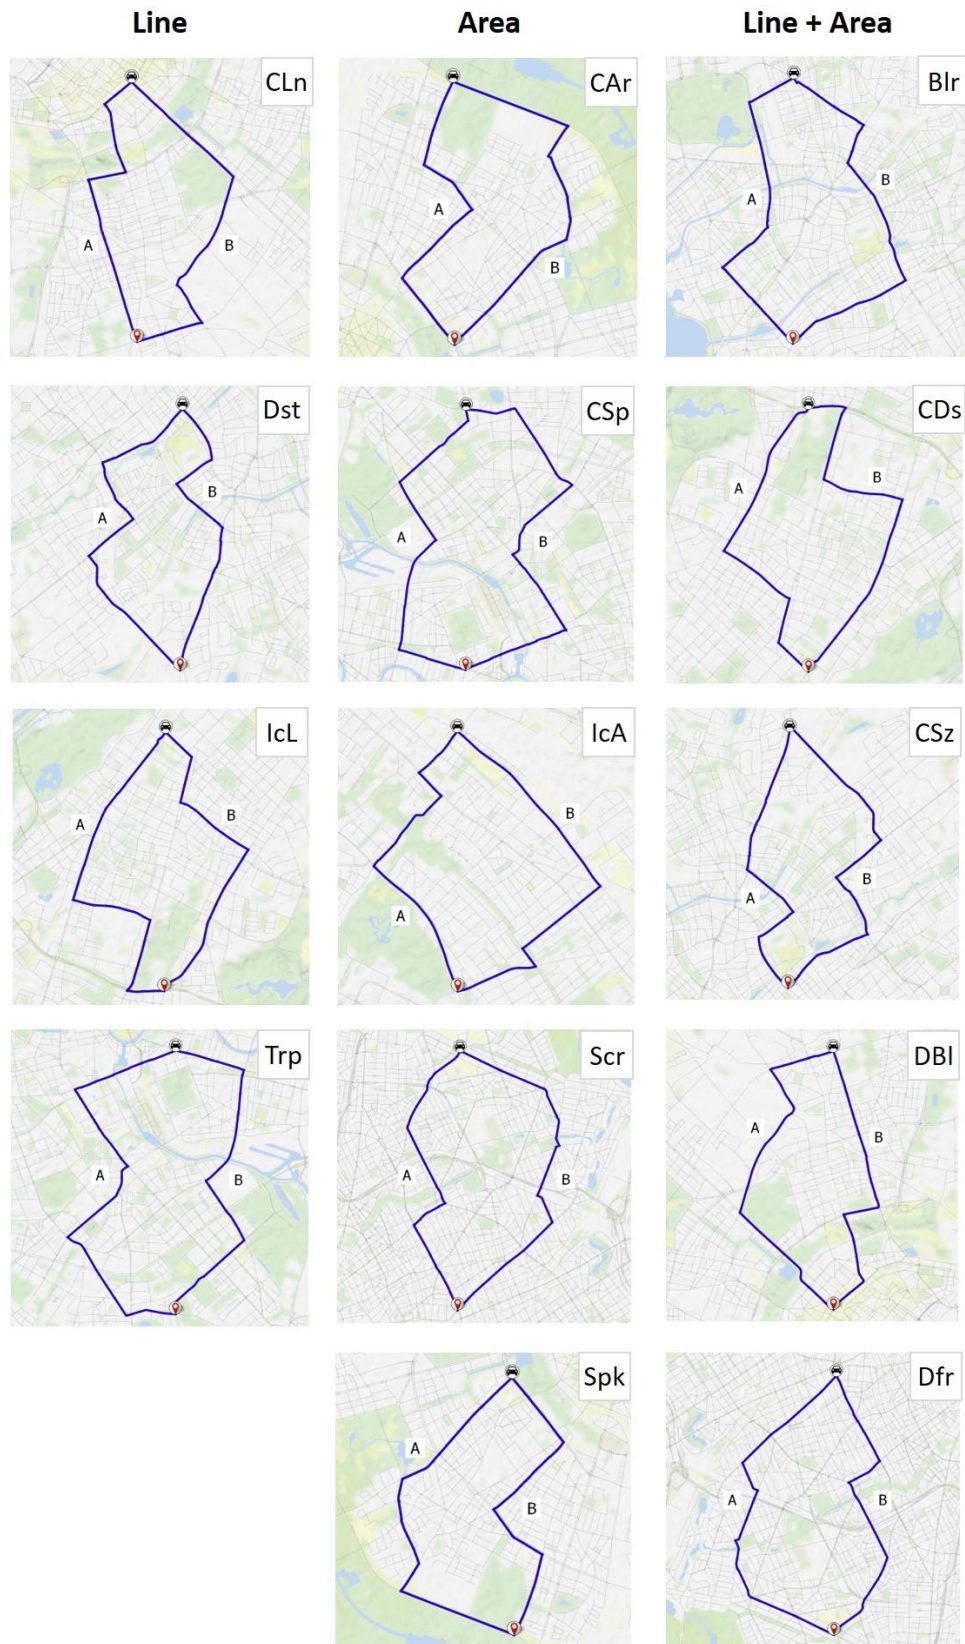 Line Area Line + Area
CLn CAr Blr
A B A B A B
Dst CSp CDs
A B A B A B
IcL IcA CSz
A B A B A B
Trp Scr DBl
A B A B A B
Spk Dfr
A B A B